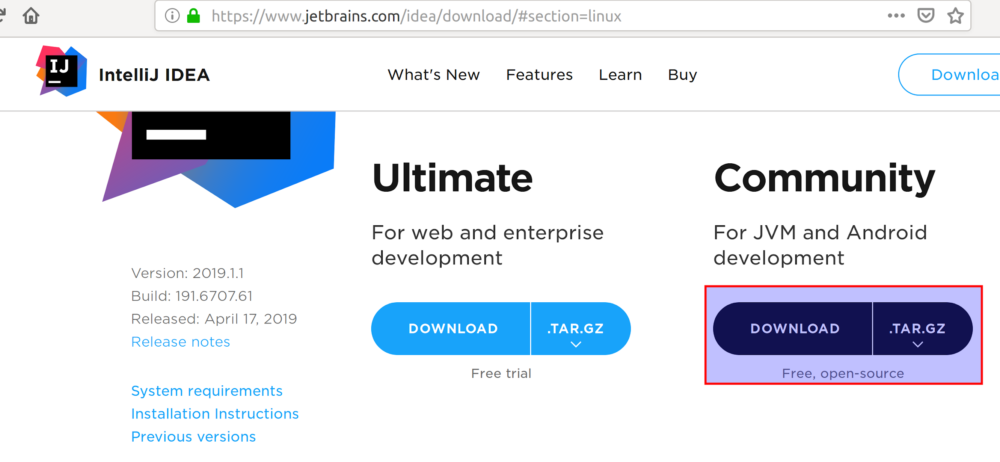 https://www.jetbrains.com/idea/download/#section=linux
IJ
IntelliJ IDEA
What's New
Features
Learn
Buy
Downloa
Ultimate
For web and enterprise
development
DOWNLOAD
.TAR.GZ
Free trial
Community
For JVM and Android
development
DOWNLOAD
.TAR.GZ
Free, open-source
Version: 2019.1.1
Build: 191.6707.61
Released: April 17, 2019
Release notes
System requirements
Installation Instructions
Previous versions